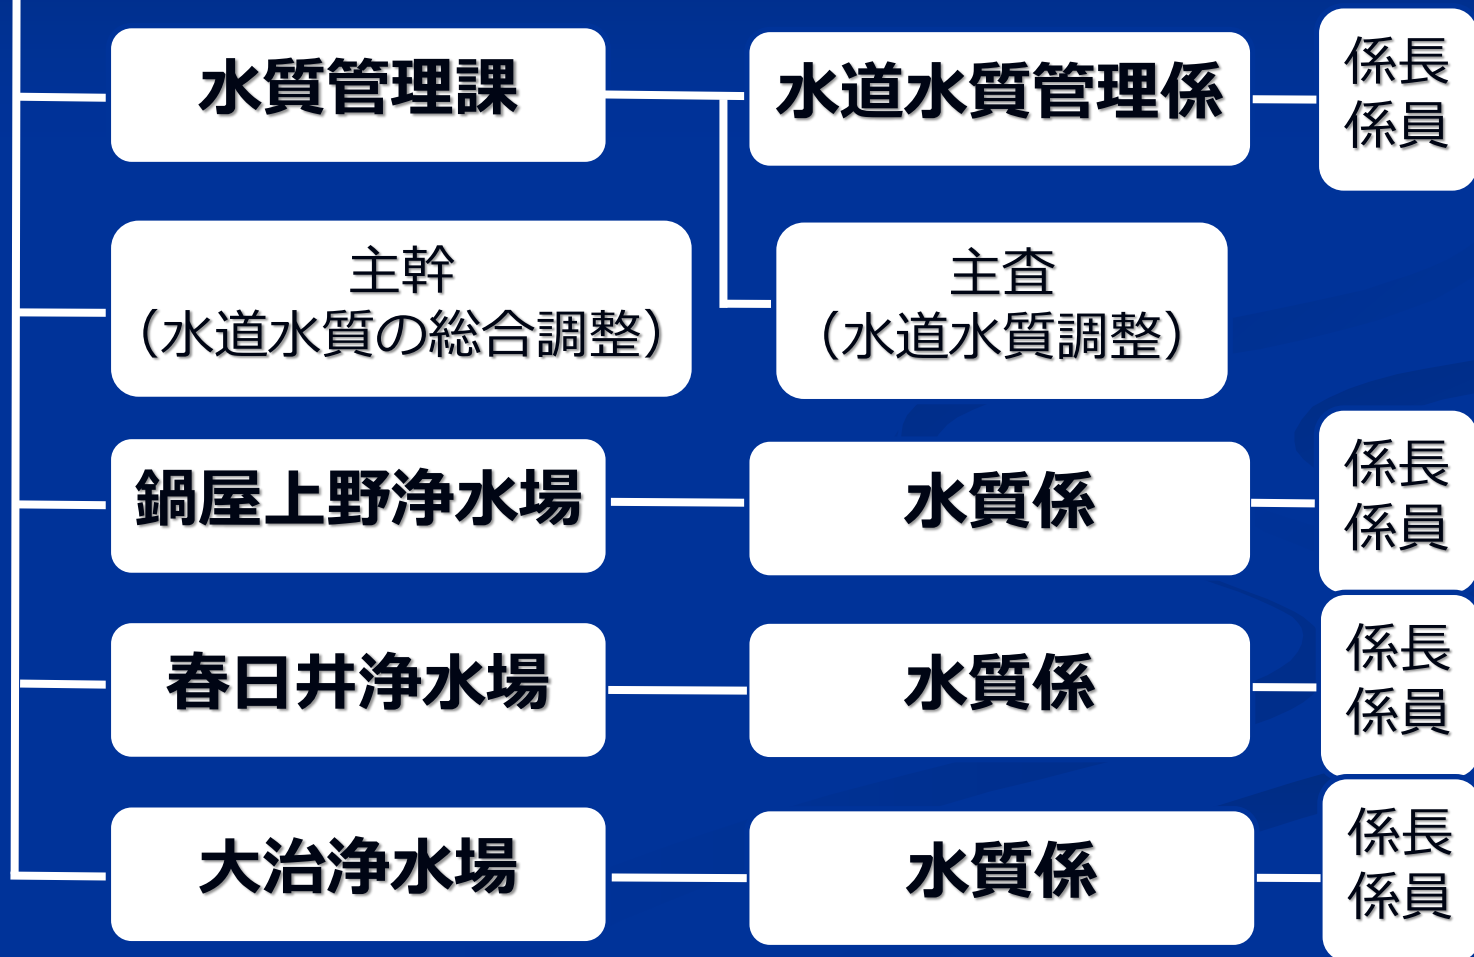 水質管理課
水道水質管理係
係長
係員
主幹
（水道水質の総合調整）
主査
（水道水質調整）
鍋屋上野浄水場
水質係
係長
係員
春日井浄水場
水質係
係長
係員
大治浄水場
水質係
係長
係員